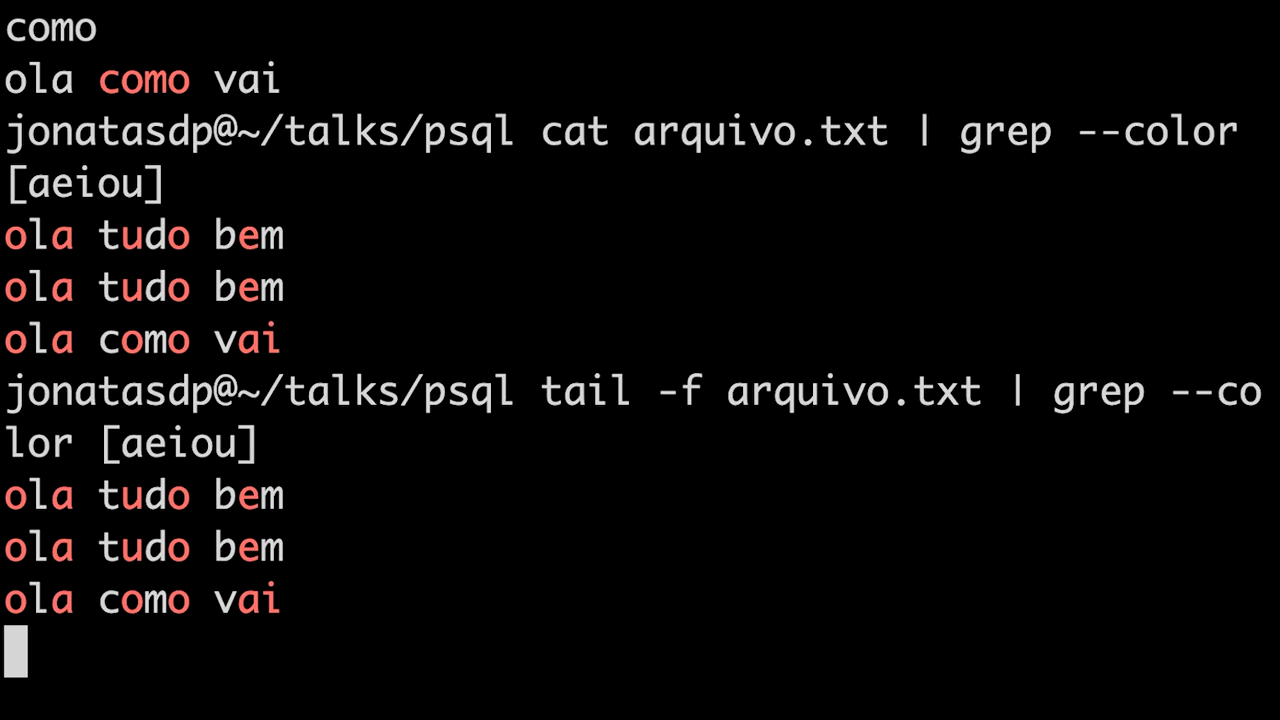 como
ola como vai
jonatasdp@~/talks/psql cat arquivo.txt | grep --color
[aeiou]
ola tudo bem
ola tudo bem
ola como vai
jonatasdp@~/talks/psql tail -f arquivo.txt | grep --co
lor [aeiou]
ola tudo bem
ola tudo bem
ola como vai